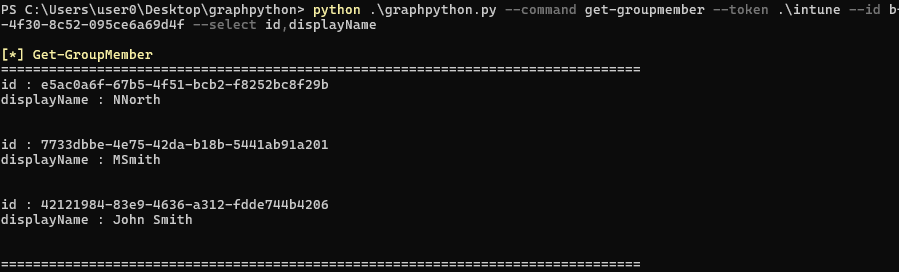 PS C:\Users\user0\Desktop\graphpython> python .\graphpython.py --command get-groupmember --token .\intune --id b
-4f30-8c52-095ce6a69d4f --select id,displayName
[*] Get-GroupMember
================================================================================
id : e5ac0a6f-67b5-4f51-bcb2-f8252bc8f29b
displayName : NNorth
id : 7733dbbe-4e75-42da-b18b-5441ab91a201
displayName : MSmith
id : 42121984-83e9-4636-a312-fdde744b4206
displayName : John Smith
================================================================================